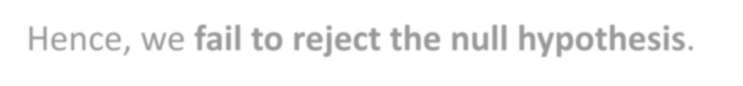 Hence, we fail to reject the null hypothesis.